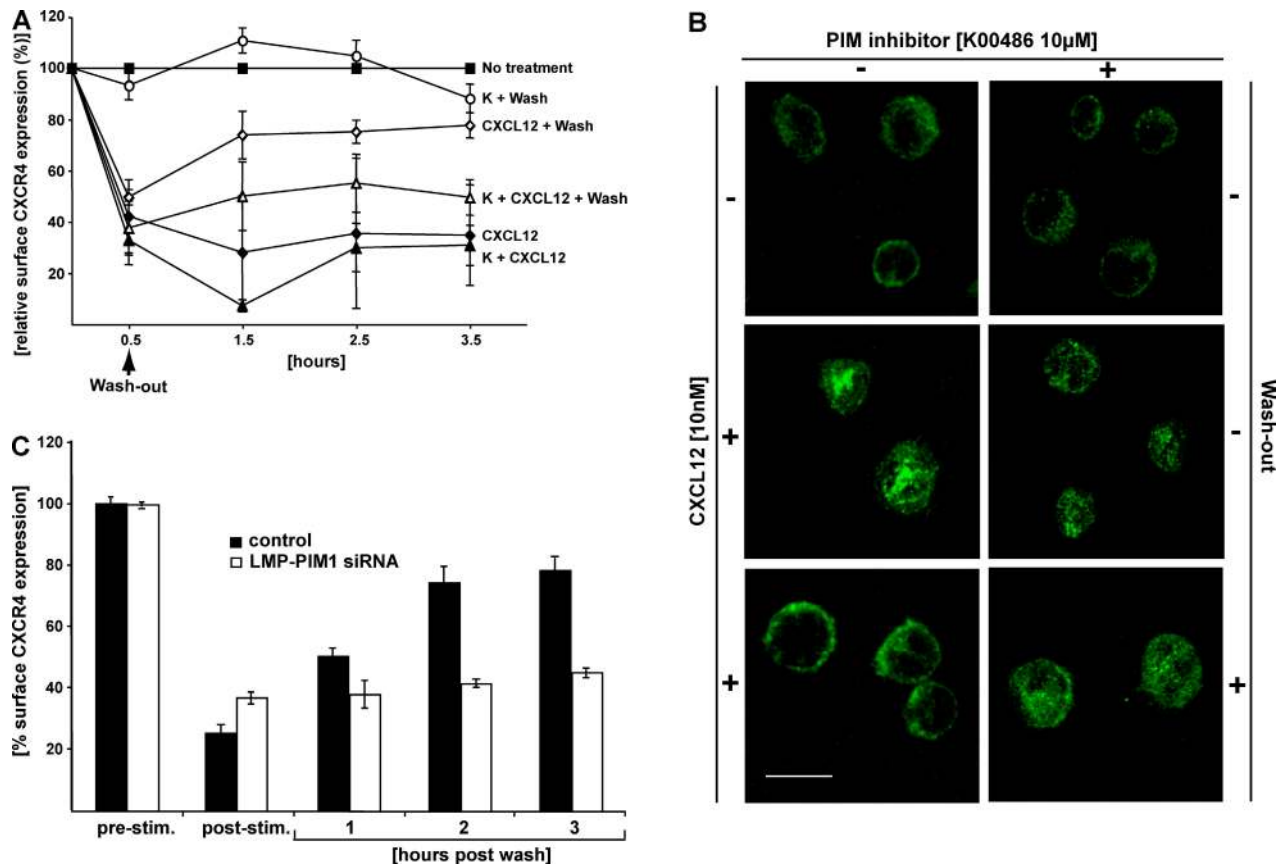 A
[relative surface CXCR4 expression (%)]
120
100
80
60
40
20
No treatment
K + Wash
CXCL12 + Wash
K + CXCL12 + Wash
CXCL12
K + CXCL12
0.5
1.5
2.5
3.5
[hours]
Wash-out
B
PIM inhibitor [K00486 10µM]
- +
CXCL12 [10nM]
-
+
+
Wash-out
-
-
+
C
[% surface CXCR4 expression]
120
100
80
60
40
20
control
LMP-PIM1 siRNA
pre-stim.
post-stim.
1
2
3
[hours post wash]